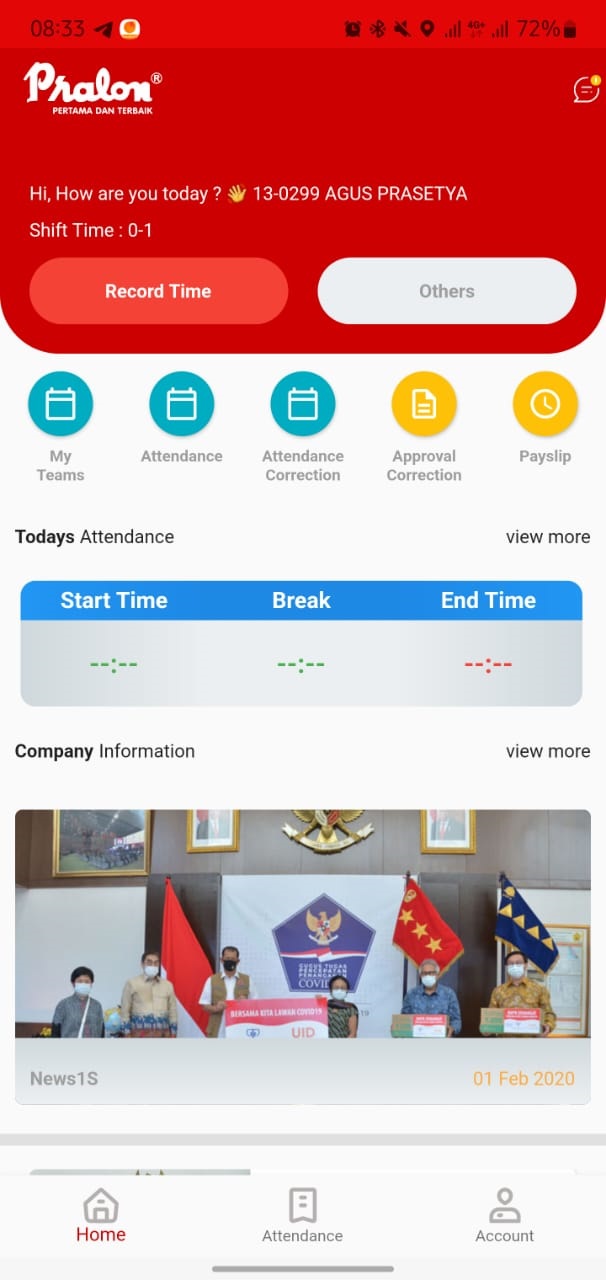 08:33
4G+
72%
Pralon®
PERTAMA DAN TERBAIK
Hi, How are you today ? 👋 13-0299 AGUS PRASETYA
Shift Time : 0-1
Record Time
Others
My Teams
Attendance
Attendance Correction
Approval Correction
Payslip
Todays Attendance
view more
Start Time
Break
End Time
--:--
--:--
--:--
Company Information
view more
GUGUS TUGAS
PERCEPATAN
PENANGANAN
BERSAMA KITA LAWAN COVID19
UID
News1S
01 Feb 2020
Home
Attendance
Account